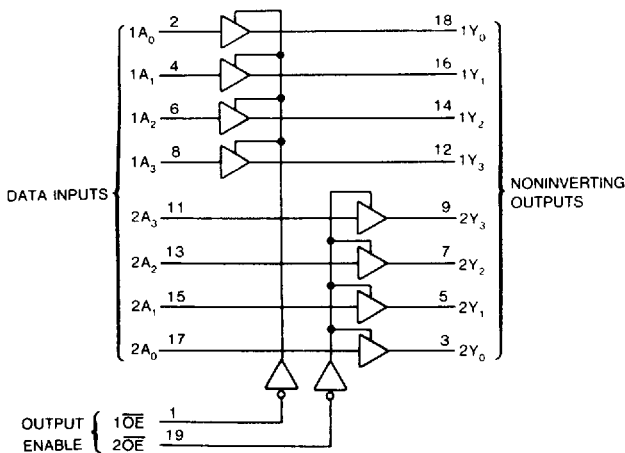 1A₀ 2 18 1Y₀
1A₁ 4 16 1Y₁
1A₂ 6 14 1Y₂
1A₃ 8 12 1Y₃
DATA INPUTS
NONINVERTING
OUTPUTS
2A₃ 11 9 2Y₃
2A₂ 13 7 2Y₂
2A₁ 15 5 2Y₁
2A₀ 17 3 2Y₀
OUTPUT 1O̅E̅ 1
ENABLE 2O̅E̅ 19